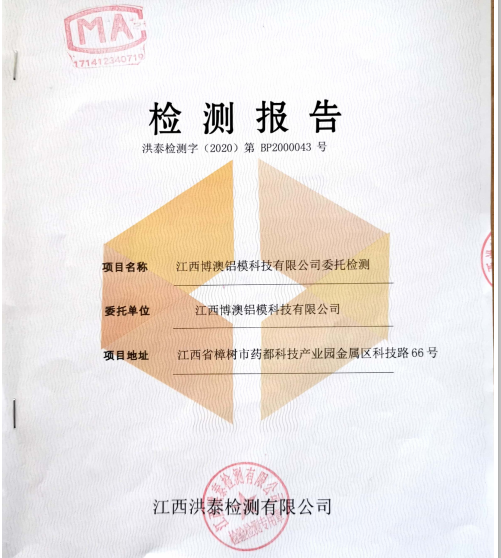 MA
171412340719
检测报告
洪泰检测字（2020）第 BP2000043 号
项目名称 江西博澳铝模科技有限公司委托检测
委托单位 江西博澳铝模科技有限公司
项目地址 江西省樟树市药都科技产业园金属区科技路 66 号
江西洪泰检测有限公司